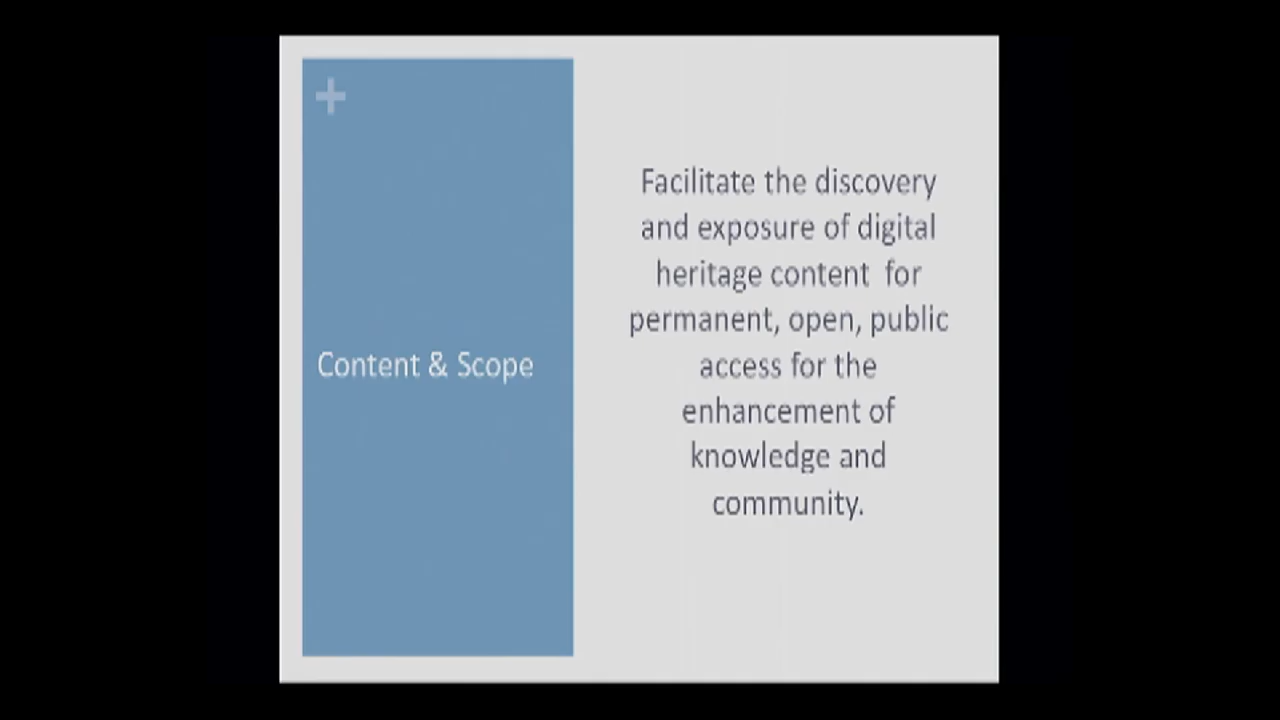 +
Content & Scope
Facilitate the discovery
and exposure of digital
heritage content for
permanent, open, public
access for the
enhancement of
knowledge and
community.